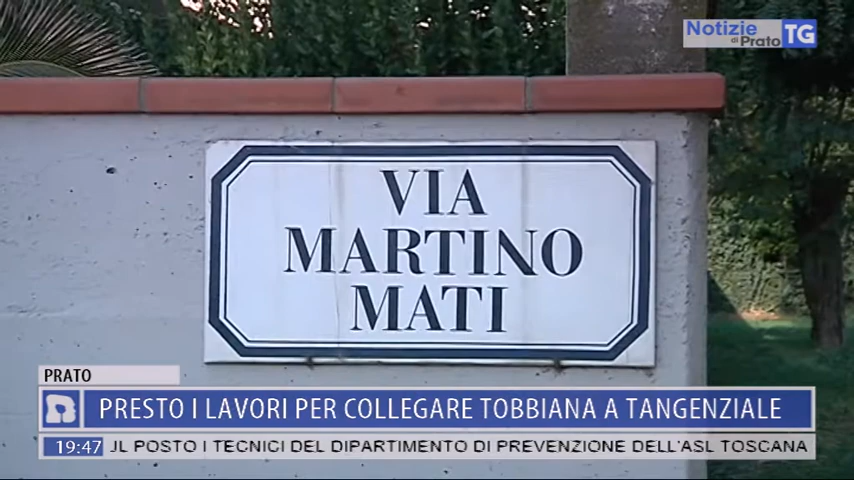 Notizie
di Prato TG
VIA
MARTINO
MATI
PRATO
PRESTO I LAVORI PER COLLEGARE TOBBIANA A TANGENZIALE
19:47 UL POSTO I TECNICI DEL DIPARTIMENTO DI PREVENZIONE DELL'ASL TOSCANA